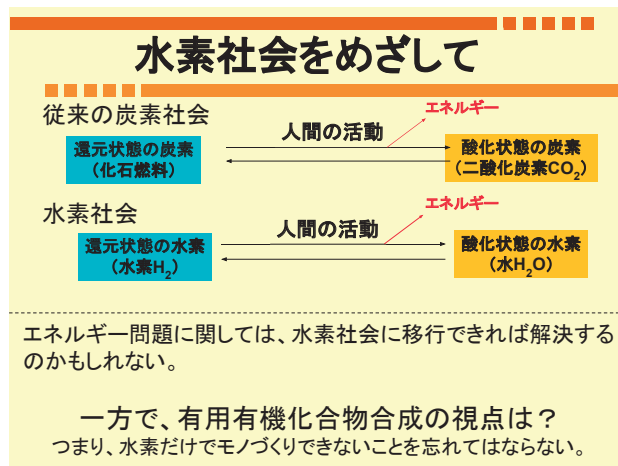 水素社会をめざして
従来の炭素社会
エネルギー
人間の活動
還元状態の炭素
(化石燃料)
酸化状態の炭素
(二酸化炭素CO2)
水素社会
エネルギー
人間の活動
還元状態の水素
(水素H2)
酸化状態の水素
(水H2O)
エネルギー問題に関しては、水素社会に移行できれば解決する
のかもしれない。
一方で、有用有機化合物合成の視点は？
つまり、水素だけでモノづくりできないことを忘れてはならない。